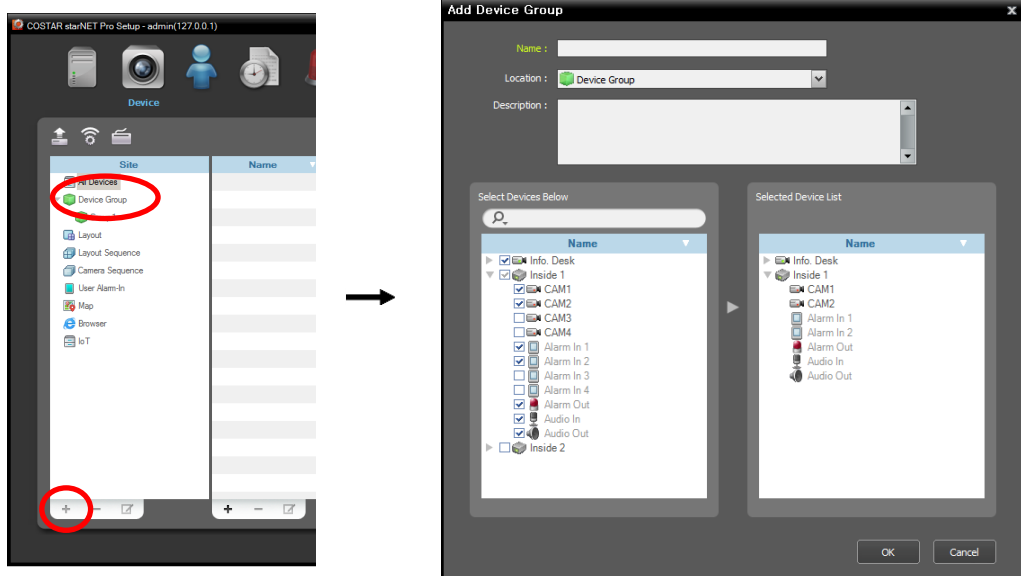 COSTAR starNET Pro Setup - admin(127.0.0.1)
Device
Site
Name
All Devices
Device Group
Layout
Layout Sequence
Camera Sequence
User Alarm-In
Map
Browser
IoT
Add Device Group
Name :
Location :
Device Group
Description :
Select Devices Below
Name
Info. Desk
Inside 1
CAM1
CAM2
CAM3
CAM4
Alarm In 1
Alarm In 2
Alarm In 3
Alarm In 4
Alarm Out
Audio In
Audio Out
Inside 2
Selected Device List
Name
Info. Desk
Inside 1
CAM1
CAM2
Alarm In 1
Alarm In 2
Alarm Out
Audio In
Audio Out
OK
Cancel